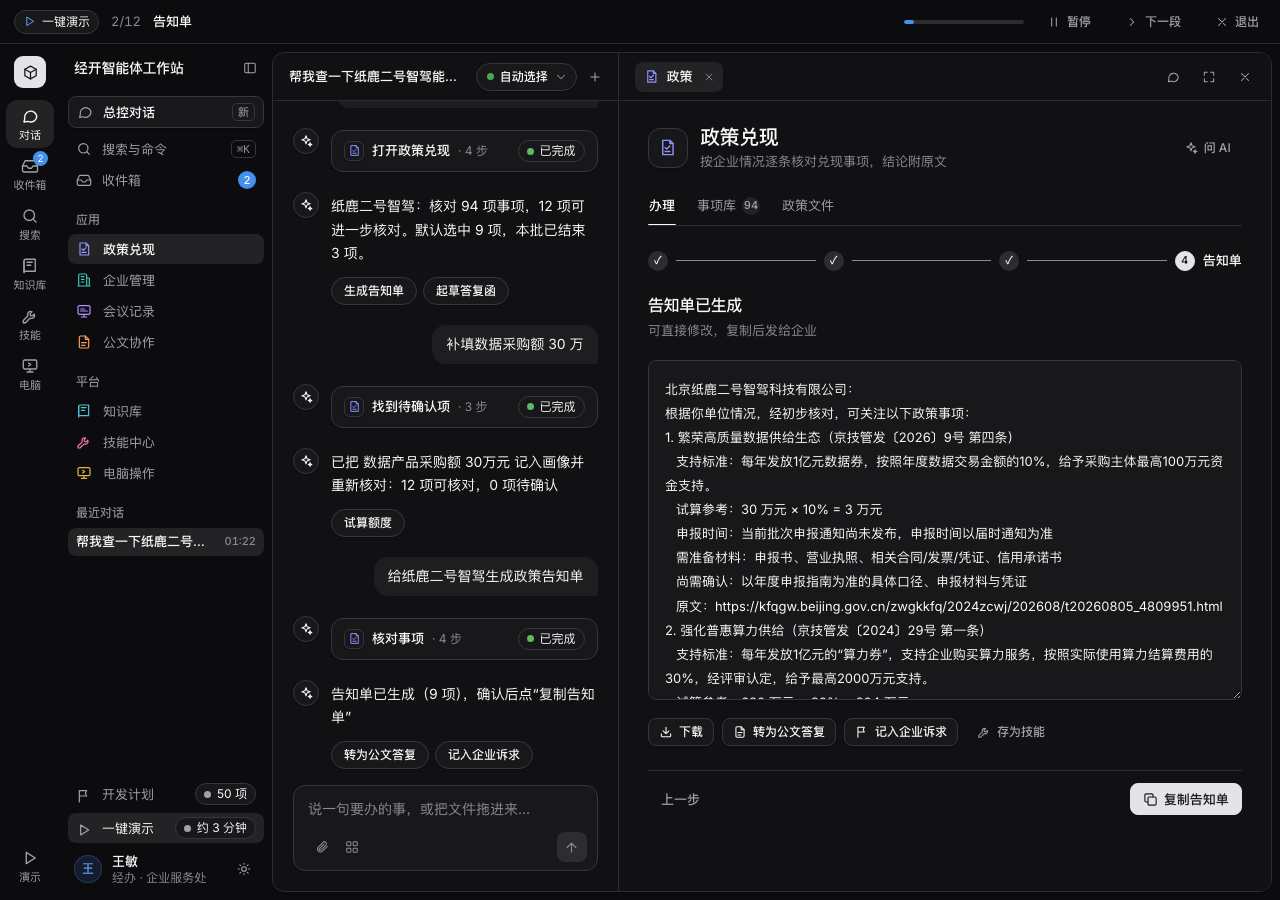 一键演示
2/12
告知单
暂停
下一段
退出
对话
2
收件箱
搜索
知识库
技能
电脑
演示
经开智能体工作站
总控对话
新
搜索与命令
⌘K
收件箱
2
应用
政策兑现
企业管理
会议记录
公文协作
平台
知识库
技能中心
电脑操作
最近对话
帮我查一下纸鹿二号... 01:22
开发计划
50 项
一键演示
约 3 分钟
王
王敏
经办 · 企业服务处
帮我查一下纸鹿二号智驾能...
自动选择
打开政策兑现 · 4 步
已完成
纸鹿二号智驾：核对 94 项事项，12 项可
进一步核对。默认选中 9 项，本批已结束
3 项。
生成告知单
起草答复函
补填数据采购额 30 万
找到待确认项 · 3 步
已完成
已把 数据产品采购额 30万元 记入画像并
重新核对：12 项可核对，0 项待确认
试算额度
给纸鹿二号智驾生成政策告知单
核对事项 · 4 步
已完成
告知单已生成（9 项），确认后点“复制告知
单”
转为公文答复
记入企业诉求
说一句要办的事，或把文件拖进来...
政策
政策兑现
按企业情况逐条核对兑现事项，结论附原文
问 AI
办理
事项库 94
政策文件
4 告知单
告知单已生成
可直接修改，复制后发给企业
北京纸鹿二号智驾科技有限公司：
根据你单位情况，经初步核对，可关注以下政策事项：
1. 繁荣高质量数据供给生态（京技管发〔2026〕9号 第四条）
支持标准：每年发放1亿元数据券，按照年度数据交易金额的10%，给予采购主体最高100万元资
金支持。
试算参考：30 万元 × 10% = 3 万元
申报时间：当前批次申报通知尚未发布，申报时间以届时通知为准
需准备材料：申报书、营业执照、相关合同/发票/凭证、信用承诺书
尚需确认：以年度申报指南为准的具体口径、申报材料与凭证
原文：https://kfqgw.beijing.gov.cn/zwgkkfq/2024zcwj/202608/t20260805_4809951.html
2. 强化普惠算力供给（京技管发〔2024〕29号 第一条）
支持标准：每年发放1亿元的“算力券”，支持企业购买算力服务，按照实际使用算力结算费用的
30%，经评审认定，给予最高2000万元支持。
下载
转为公文答复
记入企业诉求
存为技能
上一步
复制告知单